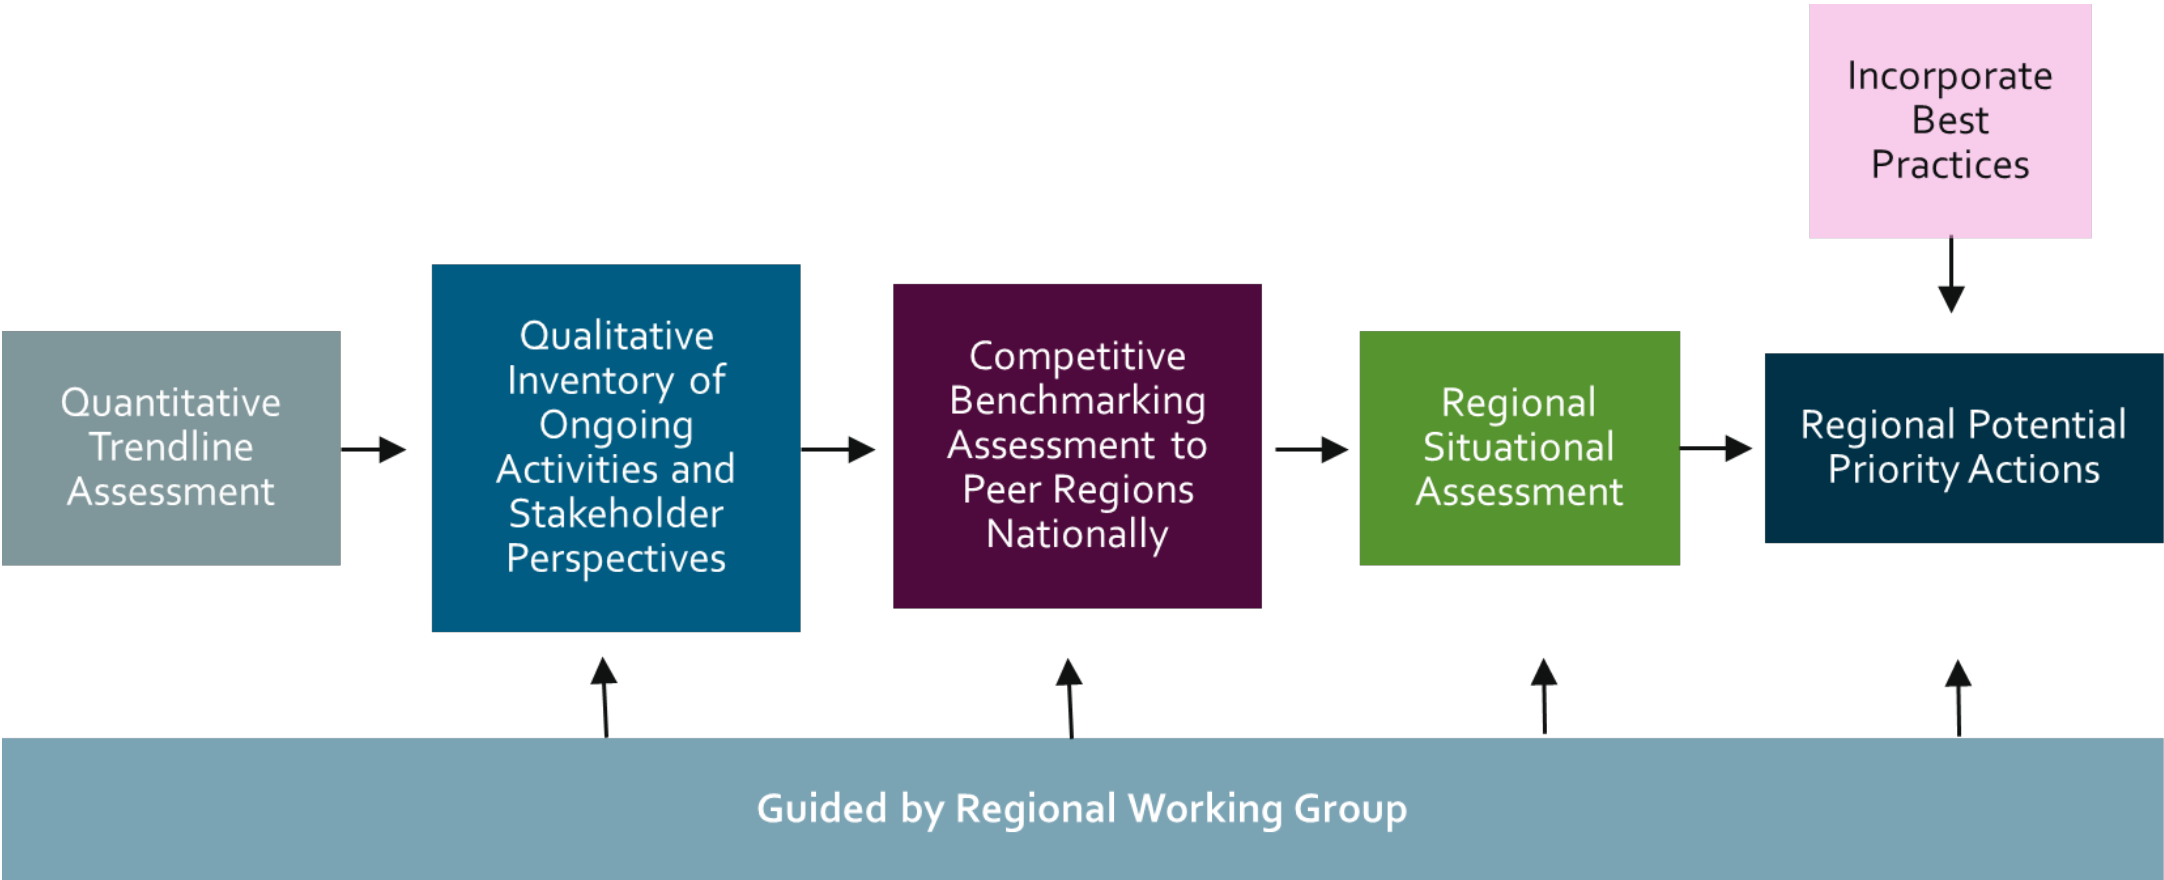 Incorporate
Best
Practices
Quantitative
Trendline
Assessment
Qualitative
Inventory of
Ongoing
Activities and
Stakeholder
Perspectives
Competitive
Benchmarking
Assessment to
Peer Regions
Nationally
Regional
Situational
Assessment
Regional Potential
Priority Actions
Guided by Regional Working Group